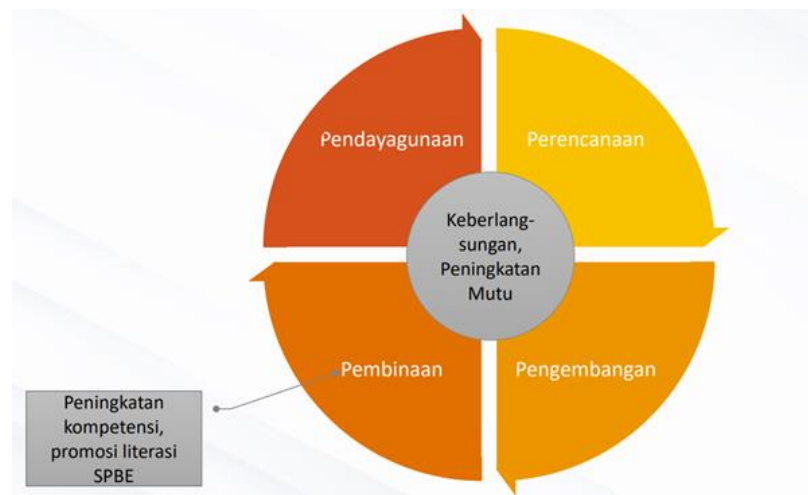 Pendayagunaan
Perencanaan
Keberlang-
sungan,
Peningkatan
Mutu
Pembinaan
Pengembangan
Peningkatan
kompetensi,
promosi literasi
SPBE